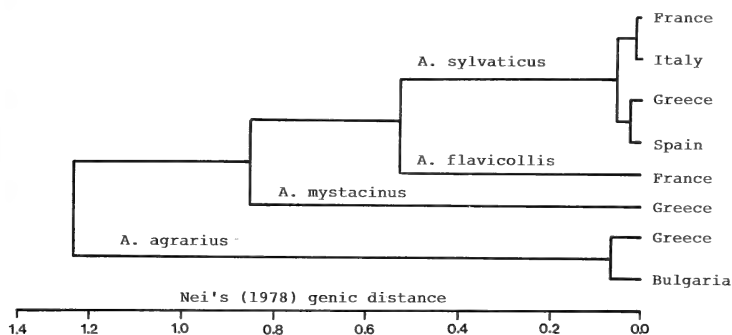 France
A. sylvaticus
Italy
Greece
Spain
A. flavicollis
France
A. mystacinus
Greece
A. agrarius
Greece
Bulgaria
Nei's (1978) genic distance
1.4 1.2 1.0 0.8 0.6 0.4 0.2 0.0